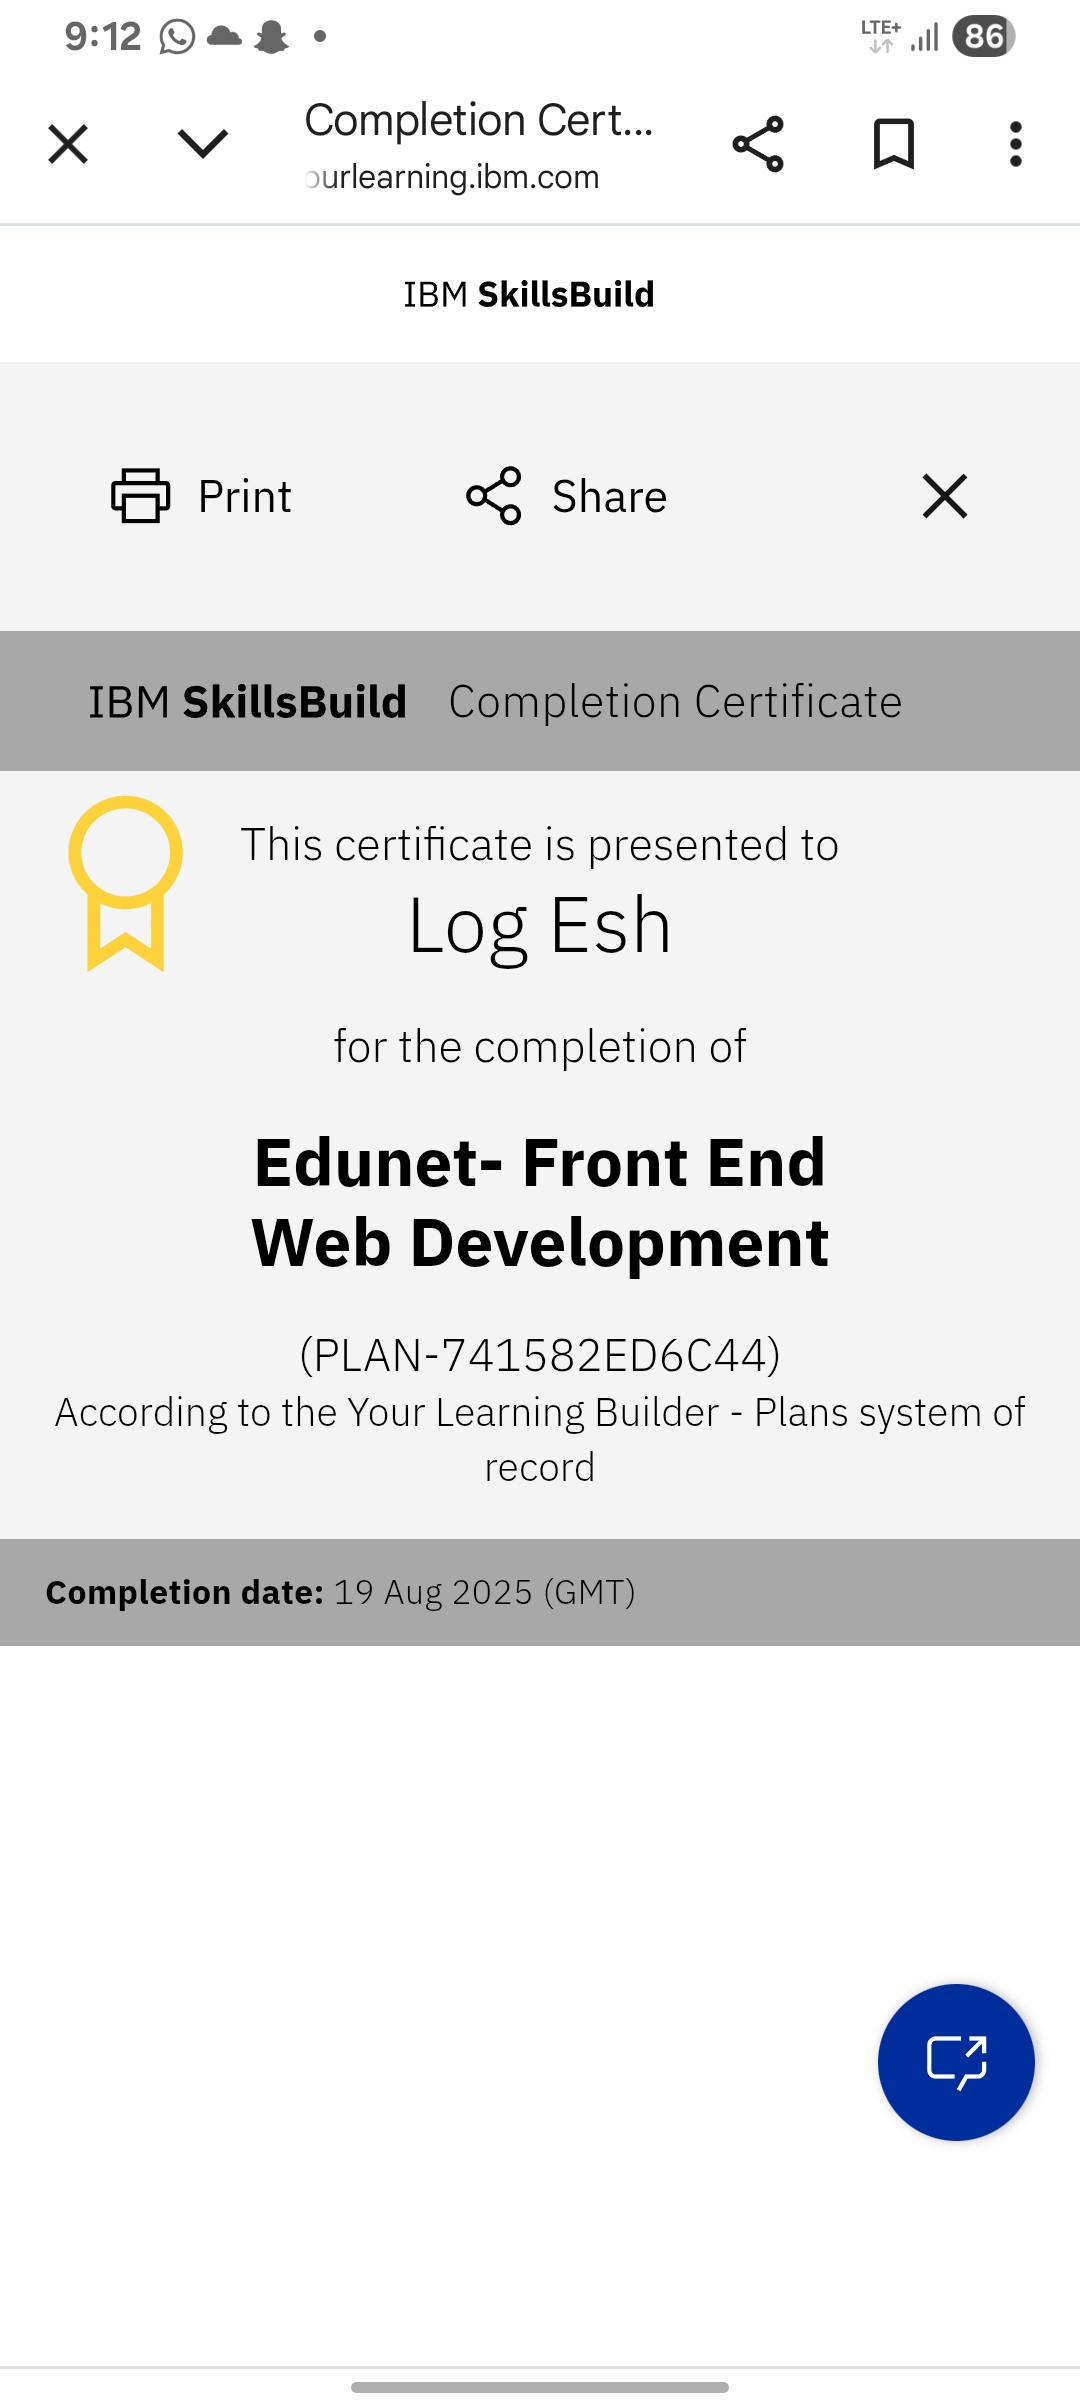 9:12
LTE+
86
Completion Cert...
ourlearning.ibm.com
IBM SkillsBuild
Print
Share
IBM SkillsBuild Completion Certificate
This certificate is presented to
Log Esh
for the completion of
Edunet- Front End
Web Development
(PLAN-741582ED6C44)
According to the Your Learning Builder - Plans system of
record
Completion date: 19 Aug 2025 (GMT)